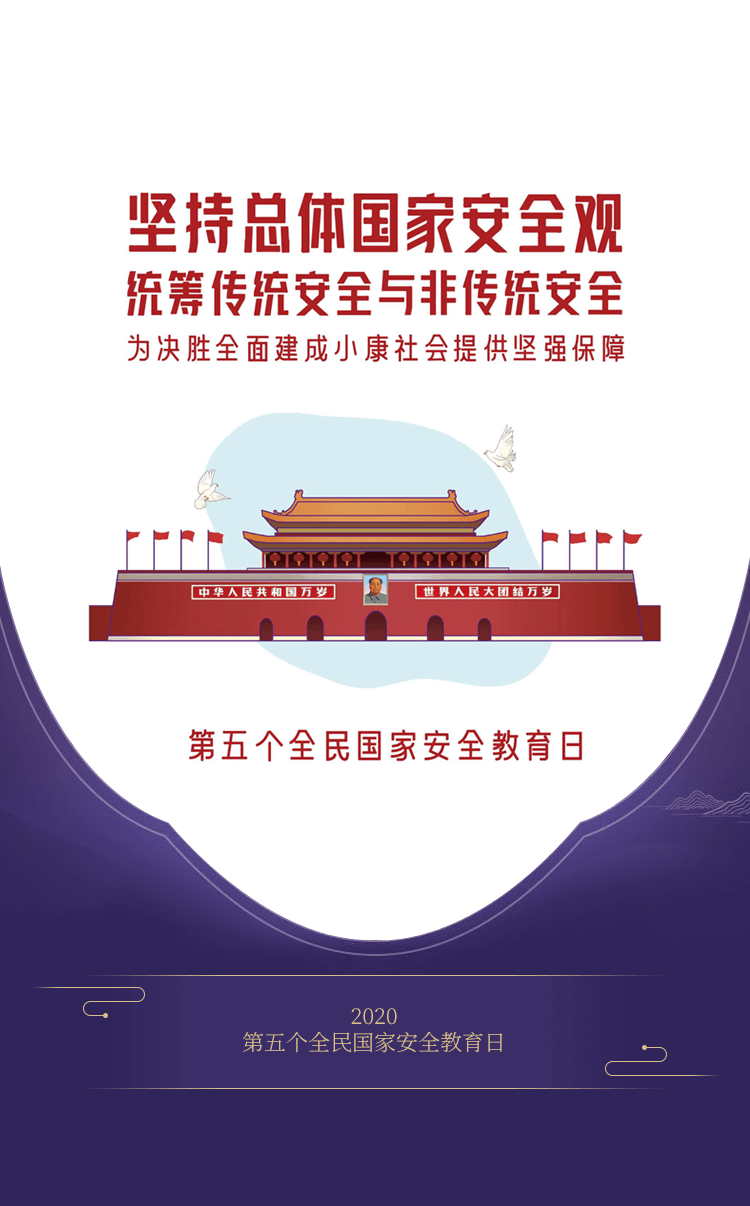 坚持总体国家安全观
统筹传统安全与非传统安全
为决胜全面建成小康社会提供坚强保障
中华人民共和国万岁
世界人民大团结万岁
第五个全民国家安全教育日
2020
第五个全民国家安全教育日